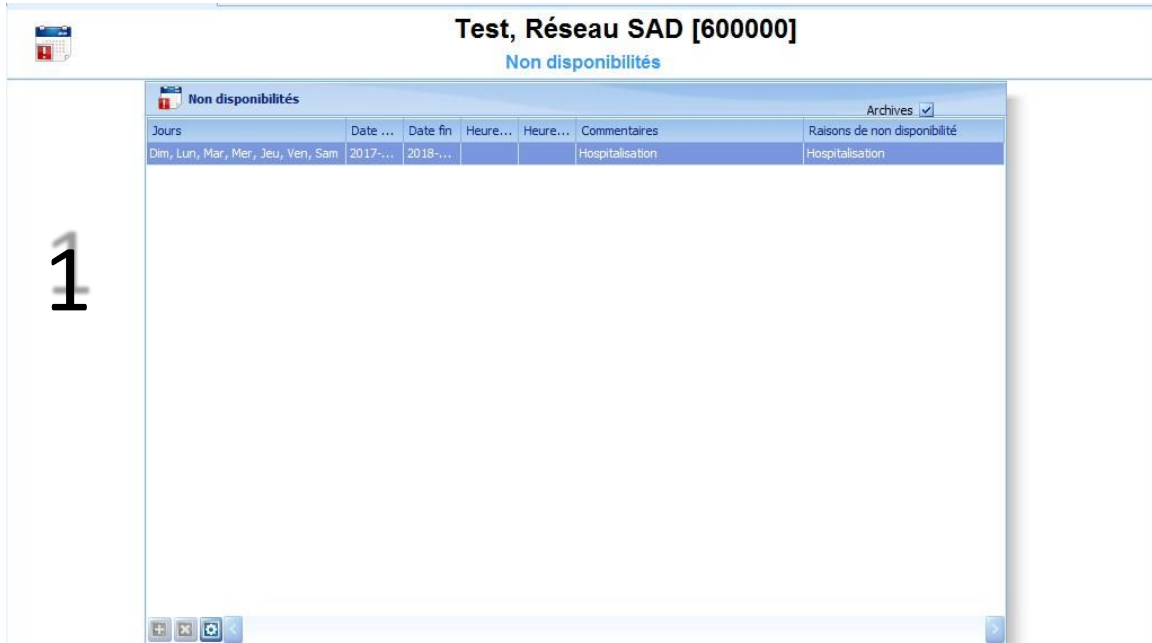 Test, Réseau SAD [600000]
Non disponibilités
Non disponibilités
Archives
Jours Date ... Date fin Heure... Heure... Commentaires Raisons de non disponibilité
Dim, Lun, Mar, Mer, Jeu, Ven, Sam 2017-... 2018-... Hospitalisation Hospitalisation
1